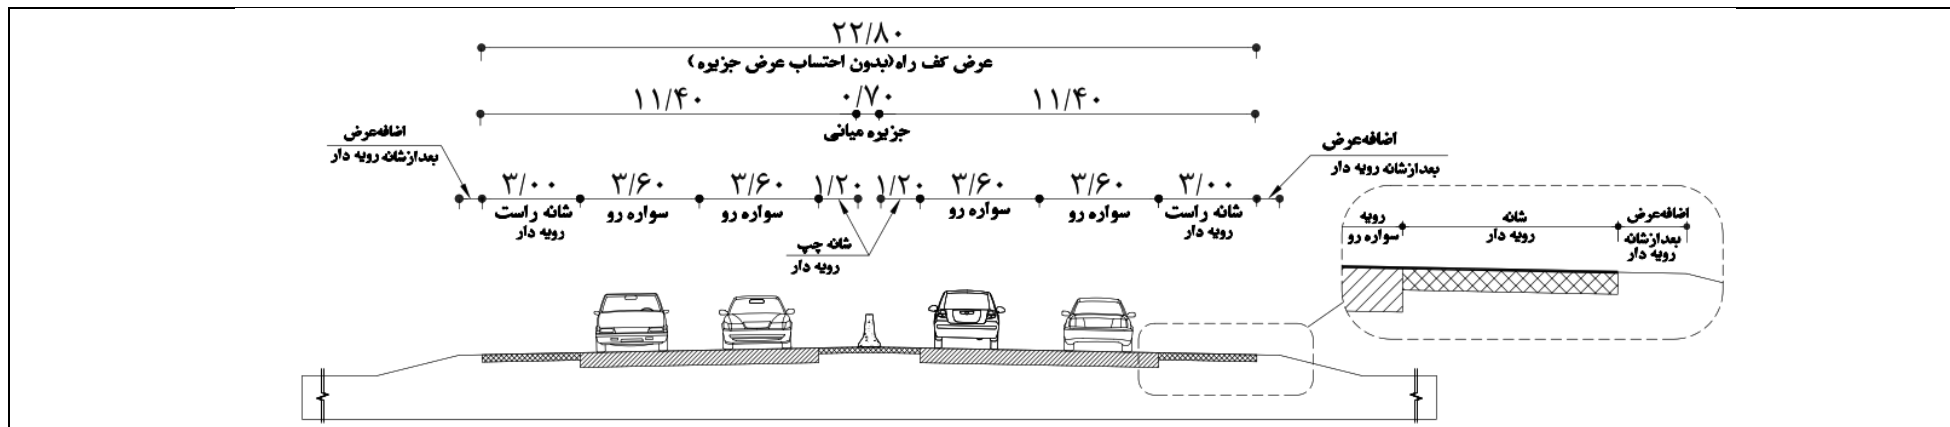 ۲۲/۸۰
عرض کف راه(بدون احتساب عرض جزیره)
۱۱/۴۰
۰/۷۰
۱۱/۴۰
جزیره میانی
اضافه‌عرض
بعدازشانه رویه دار
اضافه‌عرض
بعدازشانه رویه دار
۳/۰۰
۳/۶۰
۳/۶۰
۱/۲۰
۱/۲۰
۳/۶۰
۳/۶۰
۳/۰۰
شانه راست
رویه دار
سواره رو
سواره رو
سواره رو
سواره رو
شانه راست
رویه دار
شانه چپ
رویه دار
اضافه‌عرض
بعدازشانه
رویه دار
شانه
رویه دار
رویه
سواره رو